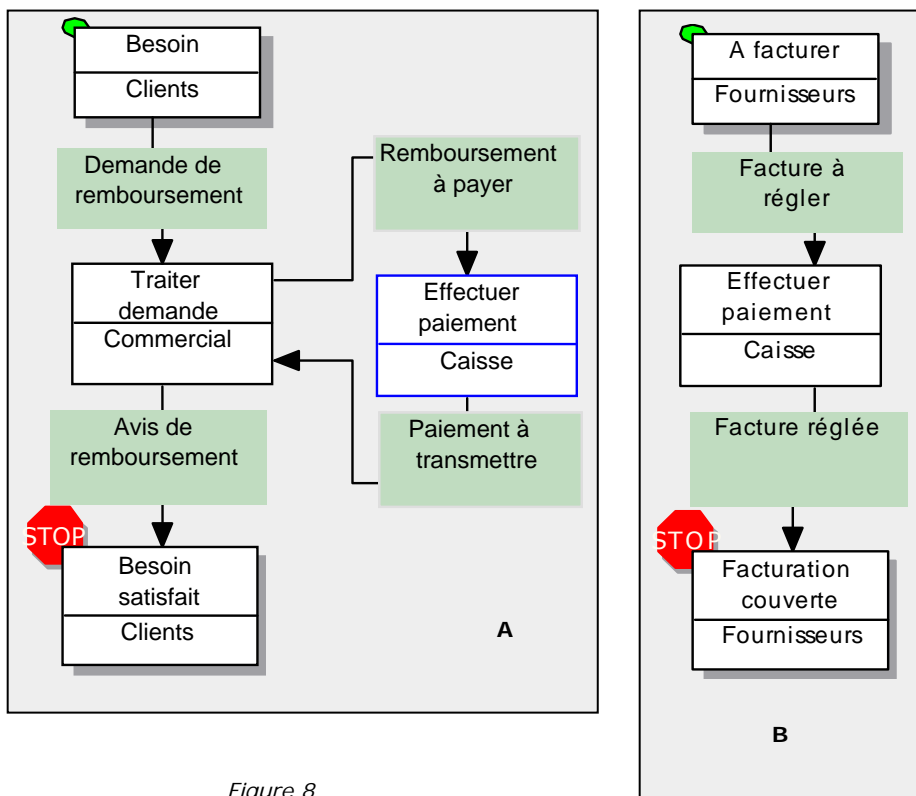 Besoin
Clients
Demande de
remboursement
Remboursement
à payer
Traiter
demande
Commercial
Effectuer
paiement
Caisse
Avis de
remboursement
Paiement à
transmettre
STOP
Besoin
satisfait
Clients
A
A facturer
Fournisseurs
Facture à
régler
Effectuer
paiement
Caisse
Facture réglée
STOP
Facturation
couverte
Fournisseurs
B
Figure 8